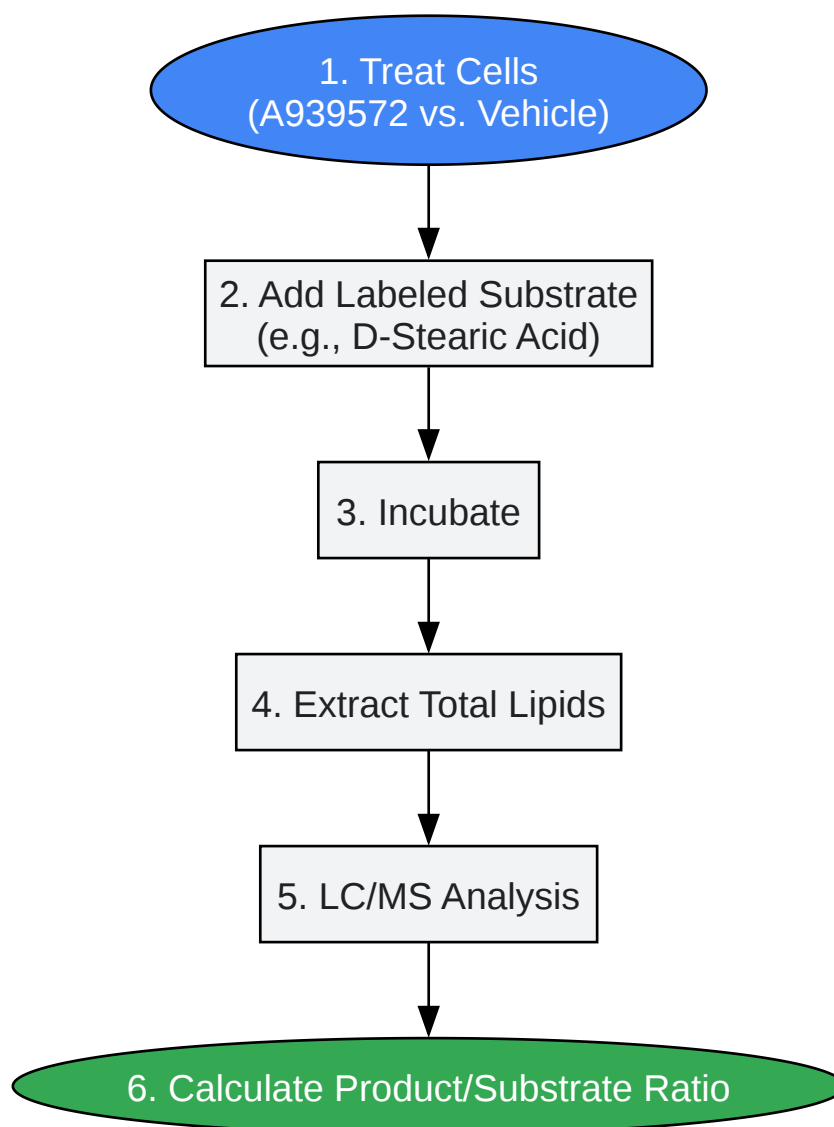 1. Treat Cells
(A939572 vs. Vehicle)
2. Add Labeled Substrate
(e.g., D-Stearic Acid)
3. Incubate
4. Extract Total Lipids
5. LC/MS Analysis
6. Calculate Product/Substrate Ratio